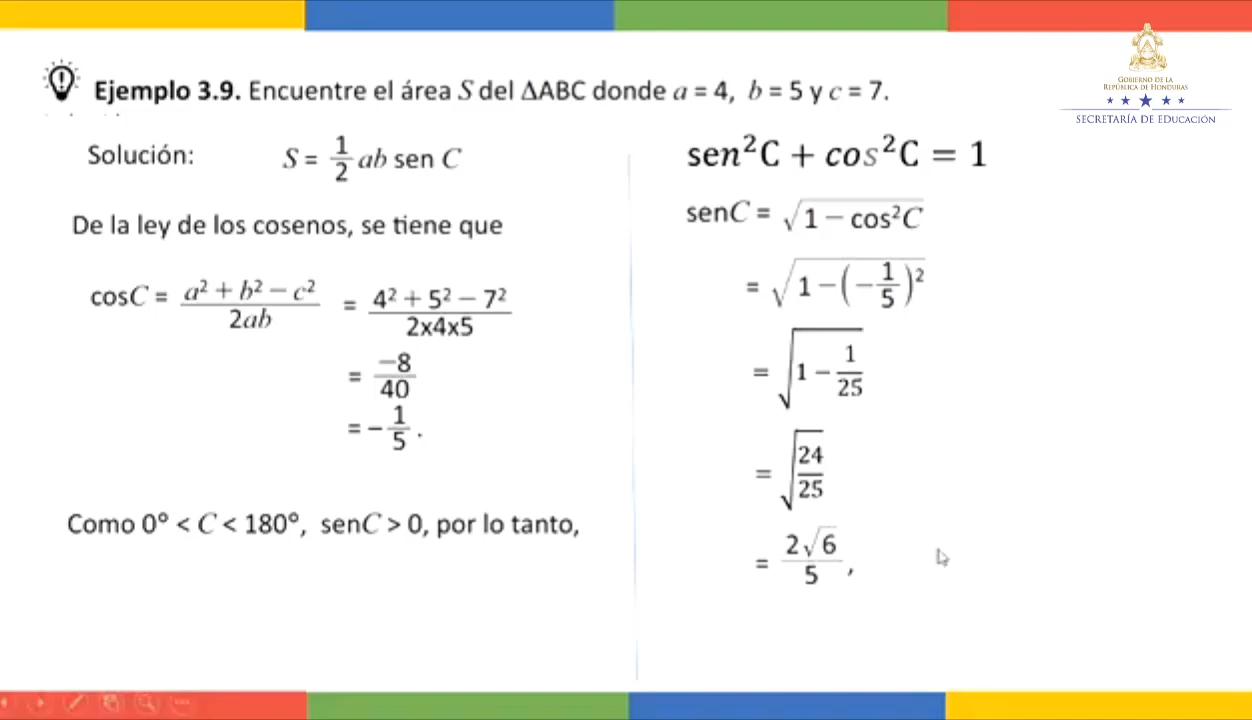 GOBIERNO DE LA
REPÚBLICA DE HONDURAS
SECRETARÍA DE EDUCACIÓN
Ejemplo 3.9. Encuentre el área S del ΔABC donde a = 4, b = 5 y c = 7.
Solución: S = 1/2 ab sen C
De la ley de los cosenos, se tiene que
cosC = (a² + b² − c²)/(2ab) = (4² + 5² − 7²)/(2x4x5)
= −8/40
= − 1/5 .
Como 0° < C < 180°, senC > 0, por lo tanto,
sen²C + cos²C = 1
senC = √(1 − cos²C)
= √(1 − (− 1/5)²)
= √(1 − 1/25)
= √(24/25)
= 2√6/5 ,